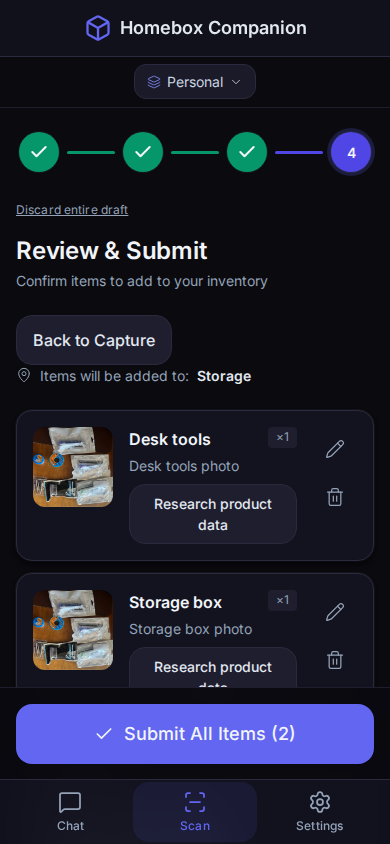 Homebox Companion
Personal
4
Discard entire draft
Review & Submit
Confirm items to add to your inventory
Back to Capture
Items will be added to: Storage
Desk tools
×1
Desk tools photo
Research product
data
Storage box
×1
Storage box photo
Research product
data
Submit All Items (2)
Chat
Scan
Settings